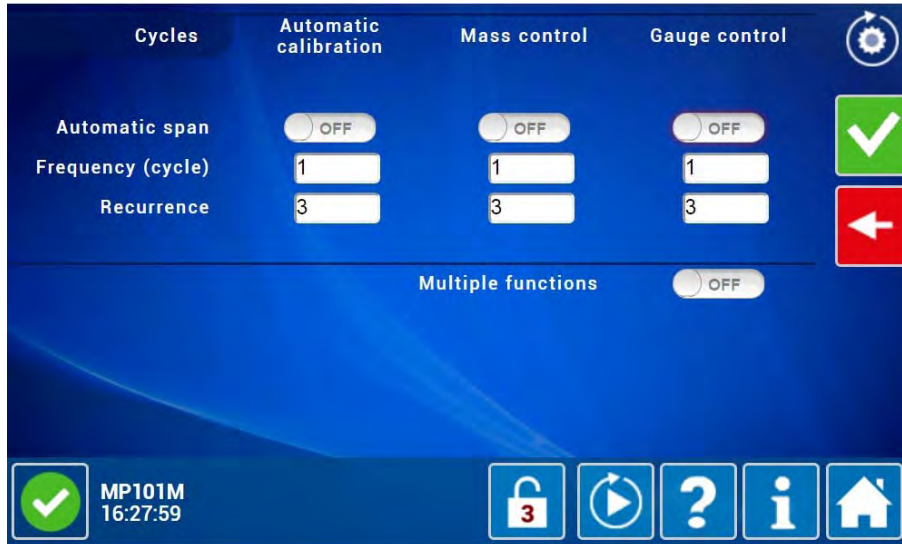 Cycles
Automatic calibration
Mass control
Gauge control
Automatic span
OFF
OFF
OFF
Frequency (cycle)
1
1
1
Recurrence
3
3
3
Multiple functions
OFF
MP101M
16:27:59
3
?
i